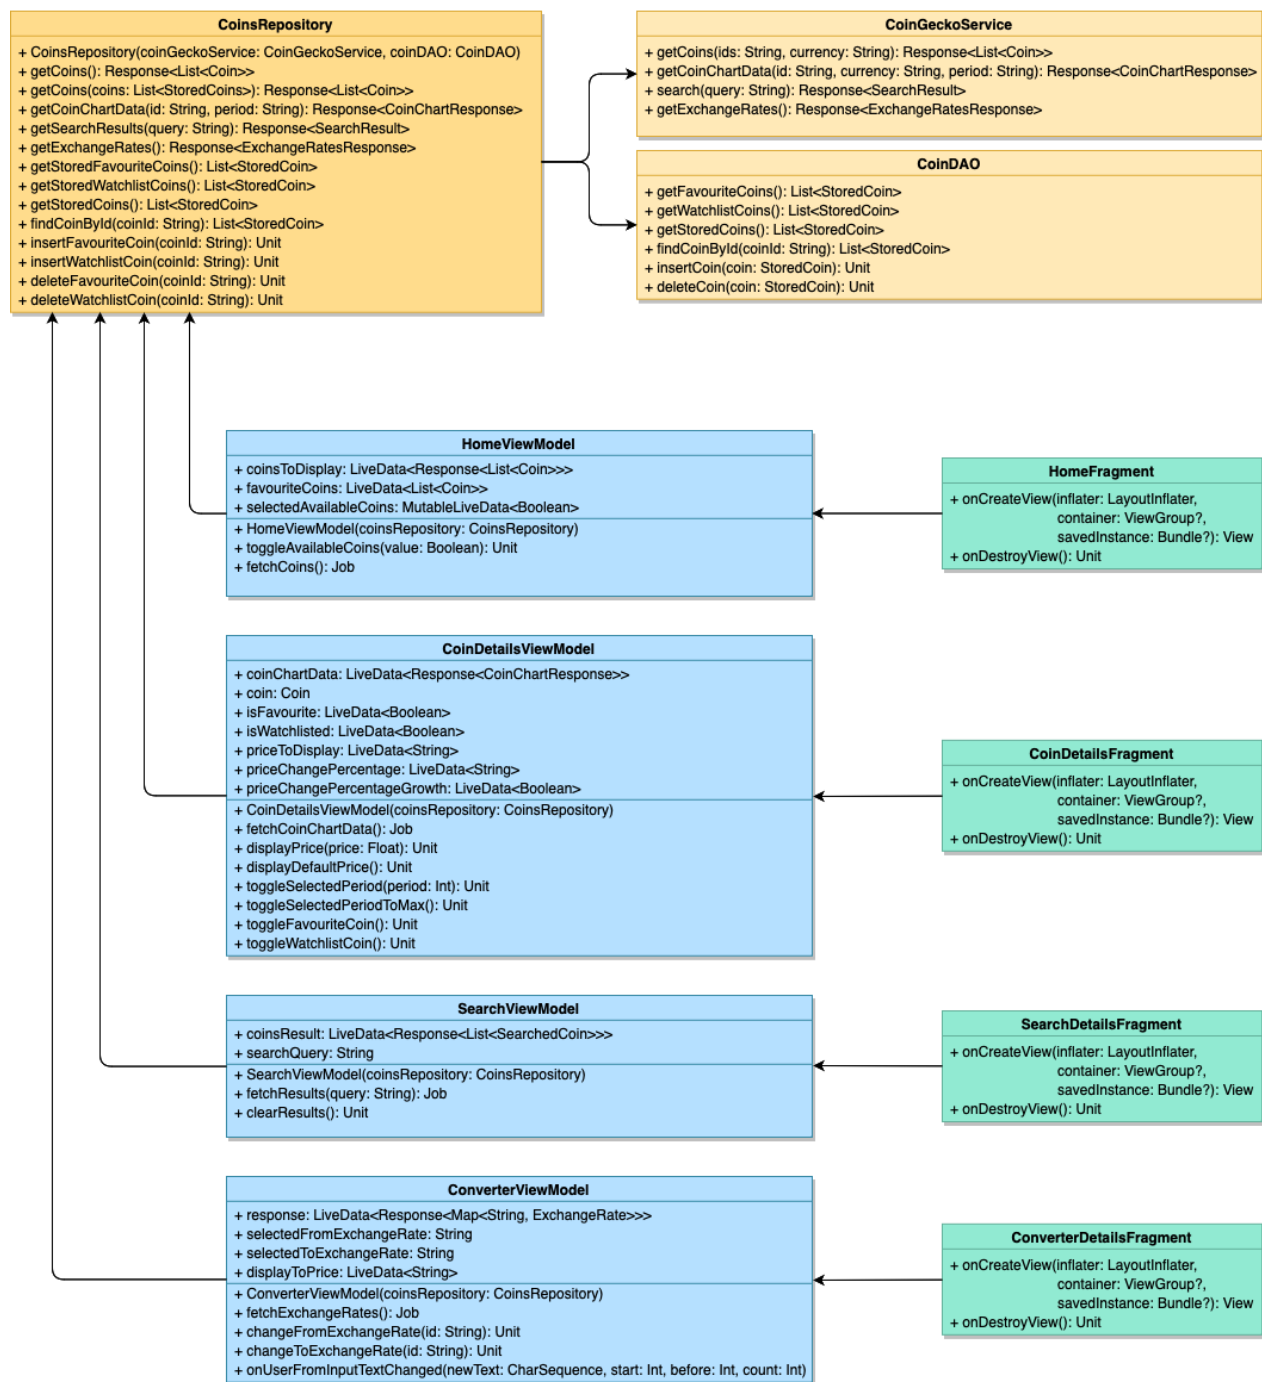 CoinsRepository
+ CoinsRepository(coinGeckoService: CoinGeckoService, coinDAO: CoinDAO)
+ getCoins(): Response<List<Coin>>
+ getCoins(coins: List<StoredCoins>): Response<List<Coin>>
+ getCoinChartData(id: String, period: String): Response<CoinChartResponse>
+ getSearchResults(query: String): Response<SearchResult>
+ getExchangeRates(): Response<ExchangeRatesResponse>
+ getStoredFavouriteCoins(): List<StoredCoin>
+ getStoredWatchlistCoins(): List<StoredCoin>
+ getStoredCoins(): List<StoredCoin>
+ findCoinById(coinId: String): List<StoredCoin>
+ insertFavouriteCoin(coinId: String): Unit
+ insertWatchlistCoin(coinId: String): Unit
+ deleteFavouriteCoin(coinId: String): Unit
+ deleteWatchlistCoin(coinId: String): Unit
CoinGeckoService
+ getCoins(ids: String, currency: String): Response<List<Coin>>
+ getCoinChartData(id: String, currency: String, period: String): Response<CoinChartResponse>
+ search(query: String): Response<SearchResult>
+ getExchangeRates(): Response<ExchangeRatesResponse>
CoinDAO
+ getFavouriteCoins(): List<StoredCoin>
+ getWatchlistCoins(): List<StoredCoin>
+ getStoredCoins(): List<StoredCoin>
+ findCoinById(coinId: String): List<StoredCoin>
+ insertCoin(coin: StoredCoin): Unit
+ deleteCoin(coin: StoredCoin): Unit
HomeViewModel
+ coinsToDisplay: LiveData<Response<List<Coin>>>
+ favouriteCoins: LiveData<List<Coin>>
+ selectedAvailableCoins: MutableLiveData<Boolean>
+ HomeViewModel(coinsRepository: CoinsRepository)
+ toggleAvailableCoins(value: Boolean): Unit
+ fetchCoins(): Job
HomeFragment
+ onCreateView(inflater: LayoutInflater,
container: ViewGroup?,
savedInstance: Bundle?): View
+ onDestroyView(): Unit
CoinDetailsViewModel
+ coinChartData: LiveData<Response<CoinChartResponse>>
+ coin: Coin
+ isFavourite: LiveData<Boolean>
+ isWatchlisted: LiveData<Boolean>
+ priceToDisplay: LiveData<String>
+ priceChangePercentage: LiveData<String>
+ priceChangePercentageGrowth: LiveData<Boolean>
+ CoinDetailsViewModel(coinsRepository: CoinsRepository)
+ fetchCoinChartData(): Job
+ displayPrice(price: Float): Unit
+ displayDefaultPrice(): Unit
+ toggleSelectedPeriod(period: Int): Unit
+ toggleSelectedPeriodToMax(): Unit
+ toggleFavouriteCoin(): Unit
+ toggleWatchlistCoin(): Unit
CoinDetailsFragment
+ onCreateView(inflater: LayoutInflater,
container: ViewGroup?,
savedInstance: Bundle?): View
+ onDestroyView(): Unit
SearchViewModel
+ coinsResult: LiveData<Response<List<SearchedCoin>>>
+ searchQuery: String
+ SearchViewModel(coinsRepository: CoinsRepository)
+ fetchResults(query: String): Job
+ clearResults(): Unit
SearchDetailsFragment
+ onCreateView(inflater: LayoutInflater,
container: ViewGroup?,
savedInstance: Bundle?): View
+ onDestroyView(): Unit
ConverterViewModel
+ response: LiveData<Response<Map<String, ExchangeRate>>>
+ selectedFromExchangeRate: String
+ selectedToExchangeRate: String
+ displayToPrice: LiveData<String>
+ ConverterViewModel(coinsRepository: CoinsRepository)
+ fetchExchangeRates(): Job
+ changeFromExchangeRate(id: String): Unit
+ changeToExchangeRate(id: String): Unit
+ onUserFromInputTextChanged(newText: CharSequence, start: Int, before: Int, count: Int)
ConverterDetailsFragment
+ onCreateView(inflater: LayoutInflater,
container: ViewGroup?,
savedInstance: Bundle?): View
+ onDestroyView(): Unit